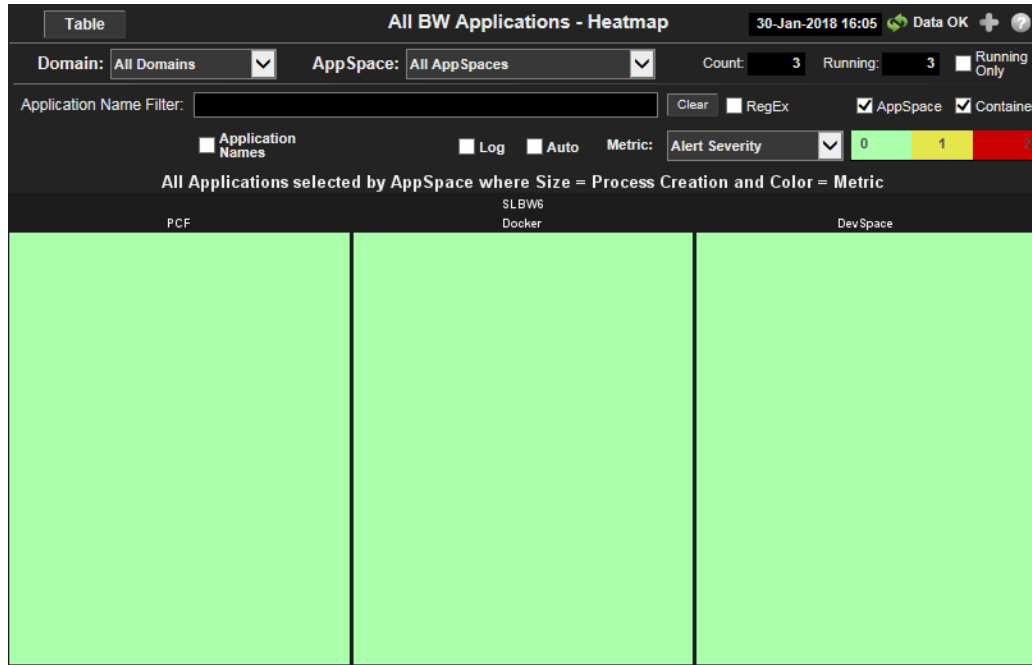 Table All BW Applications - Heatmap 30-Jan-2018 16:05 Data OK ?
Domain: All Domains AppSpace: All AppSpaces Count: 3 Running: 3 Running Only
Application Name Filter: Clear RegEx AppSpace Containe
Application Names Log Auto Metric: Alert Severity 0 1 2
All Applications selected by AppSpace where Size = Process Creation and Color = Metric
SLBW6
PCF Docker DevSpace